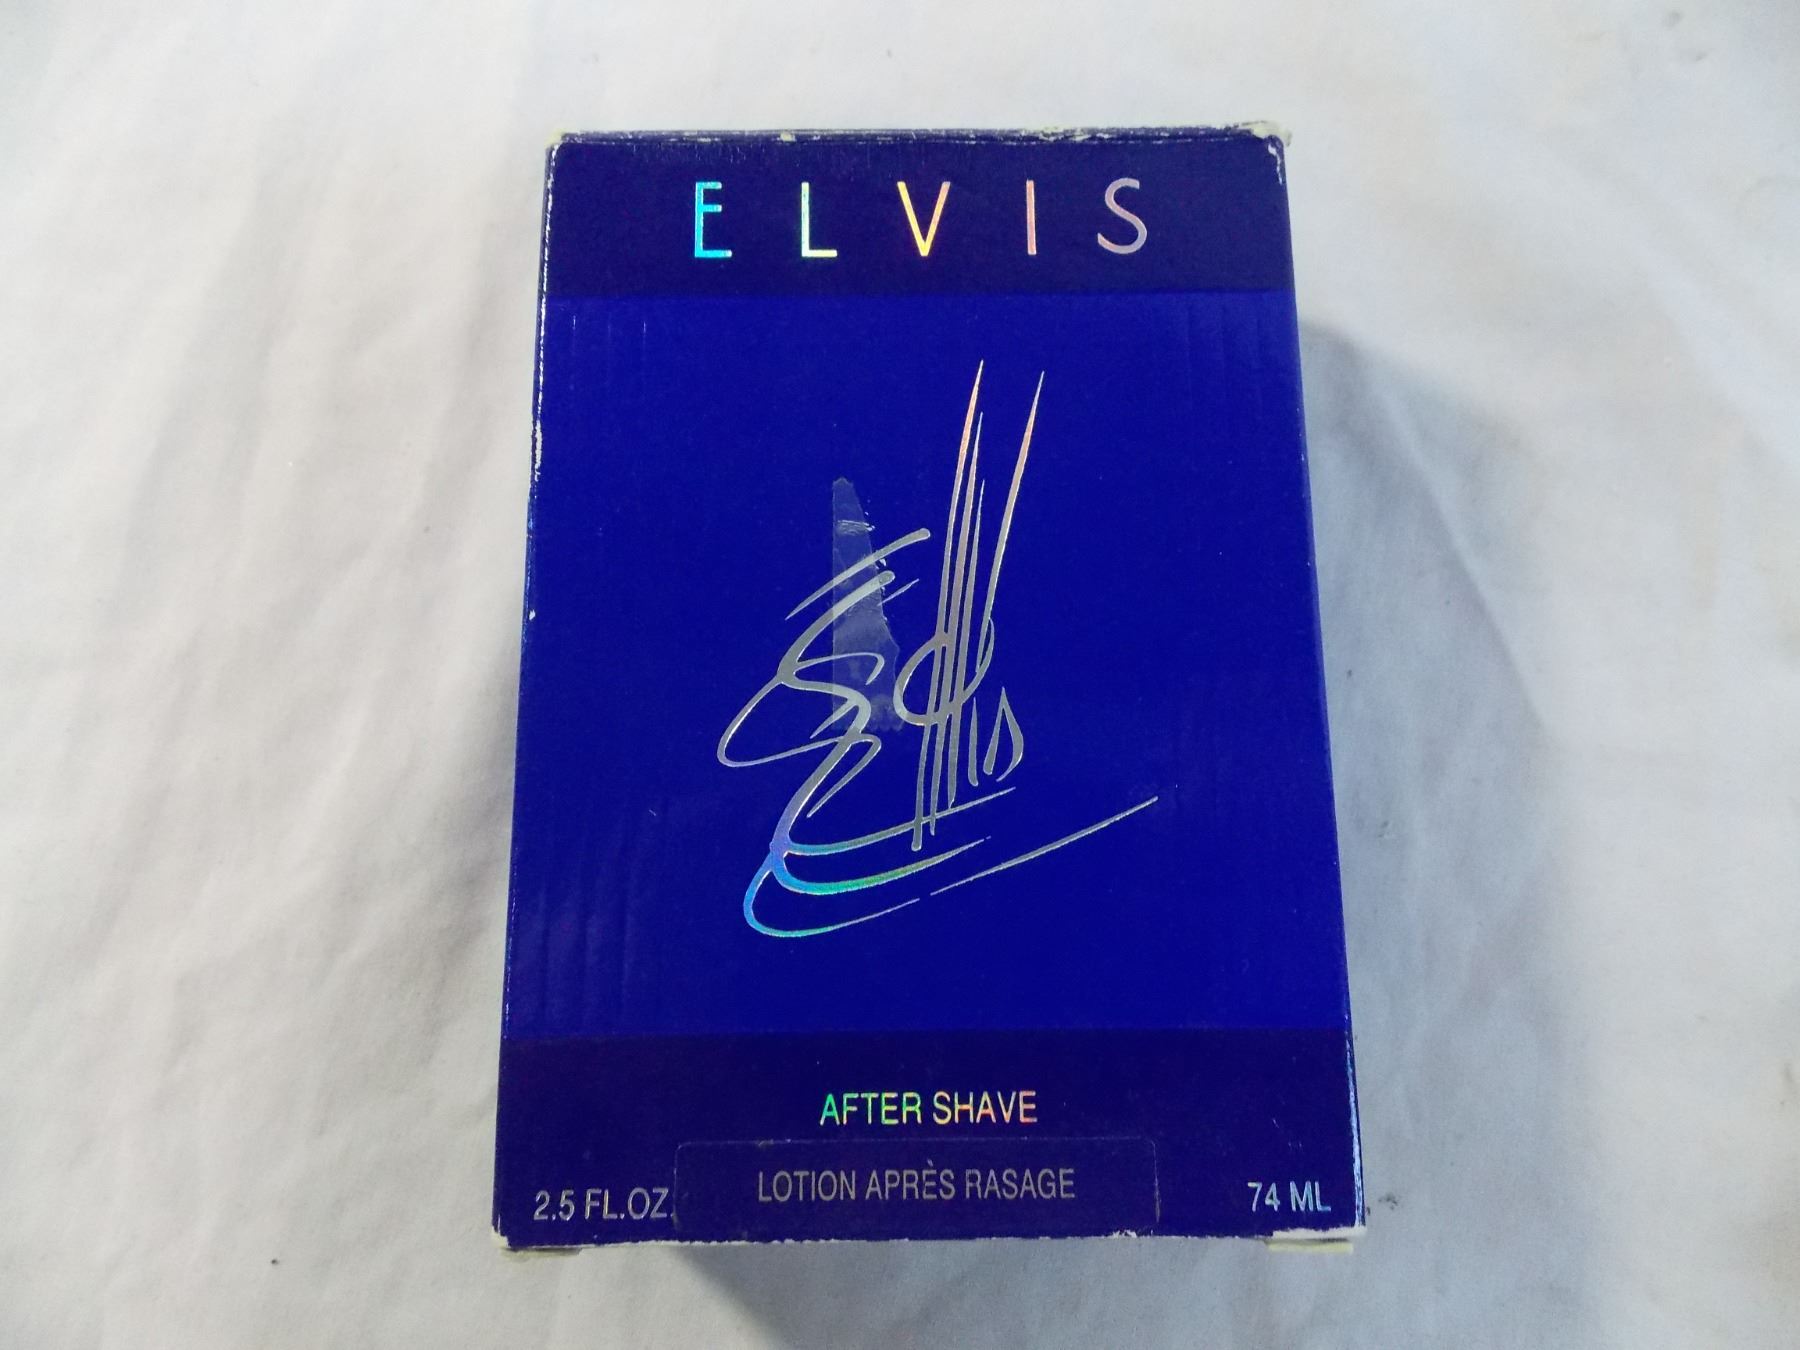 ELVIS
Elvis
AFTER SHAVE
LOTION APRÈS RASAGE
2.5 FL.OZ.
74 ML